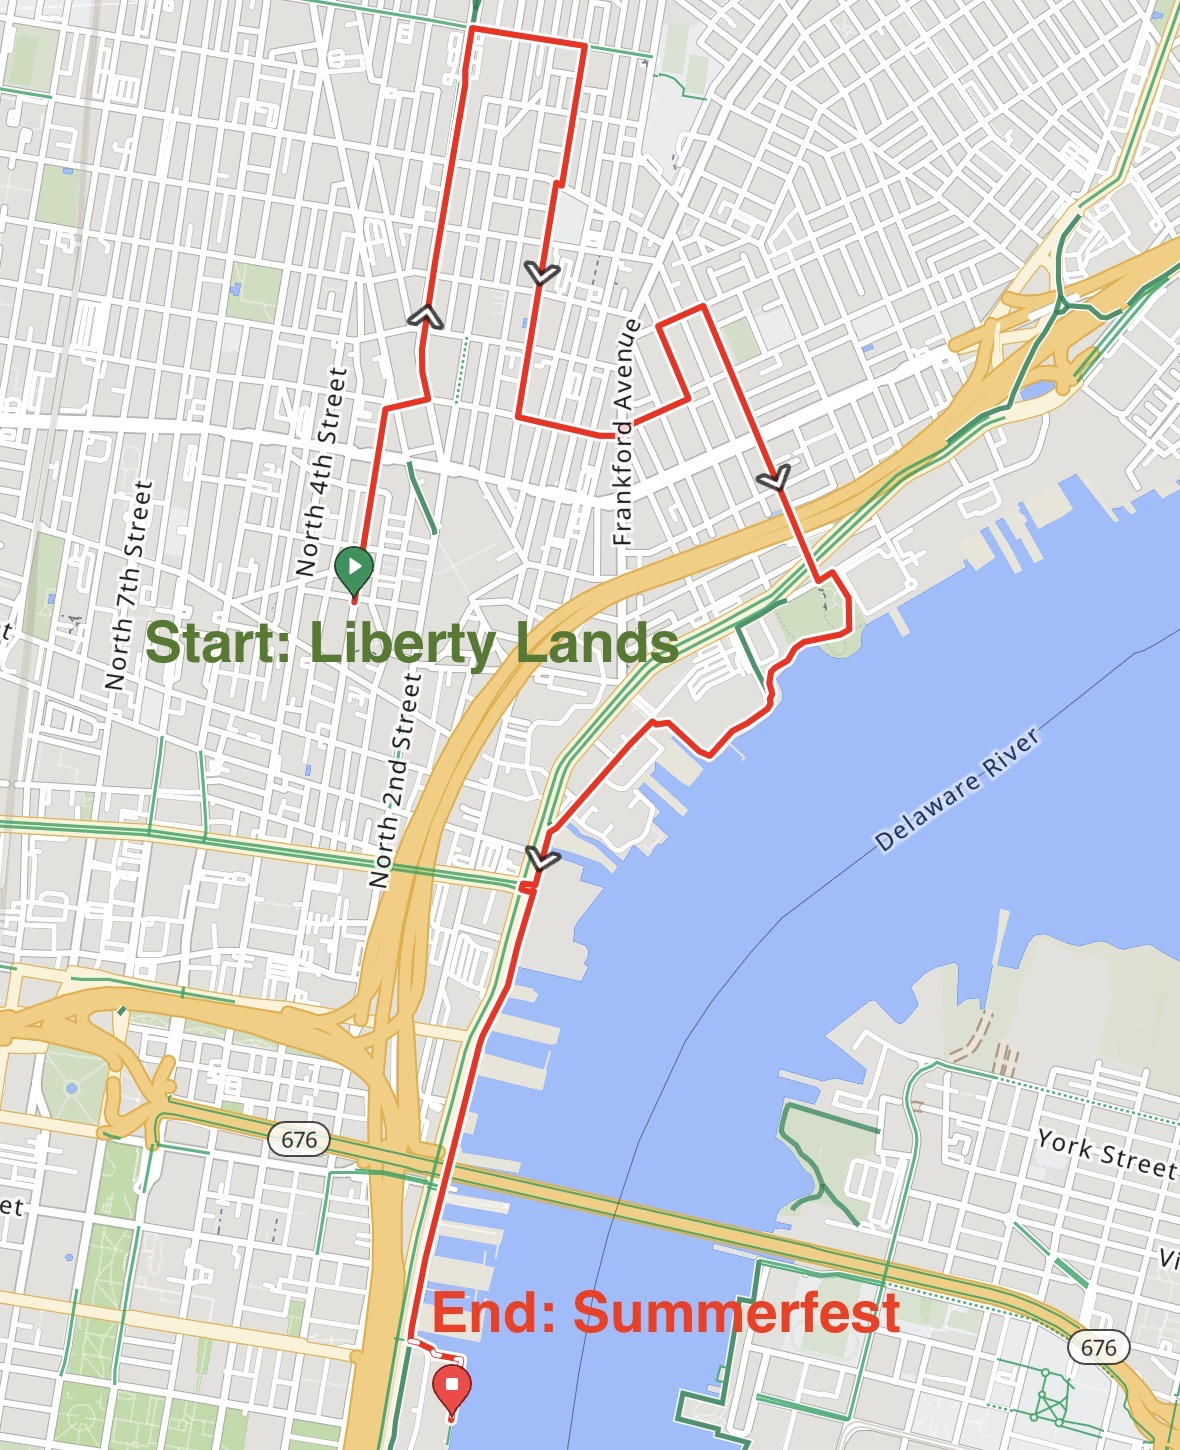 Frankford Avenue
North 4th Street
North 7th Street
t
Start: Liberty Lands
North 2nd Street
Delaware River
676
York Street
et
Vi
End: Summerfest
676